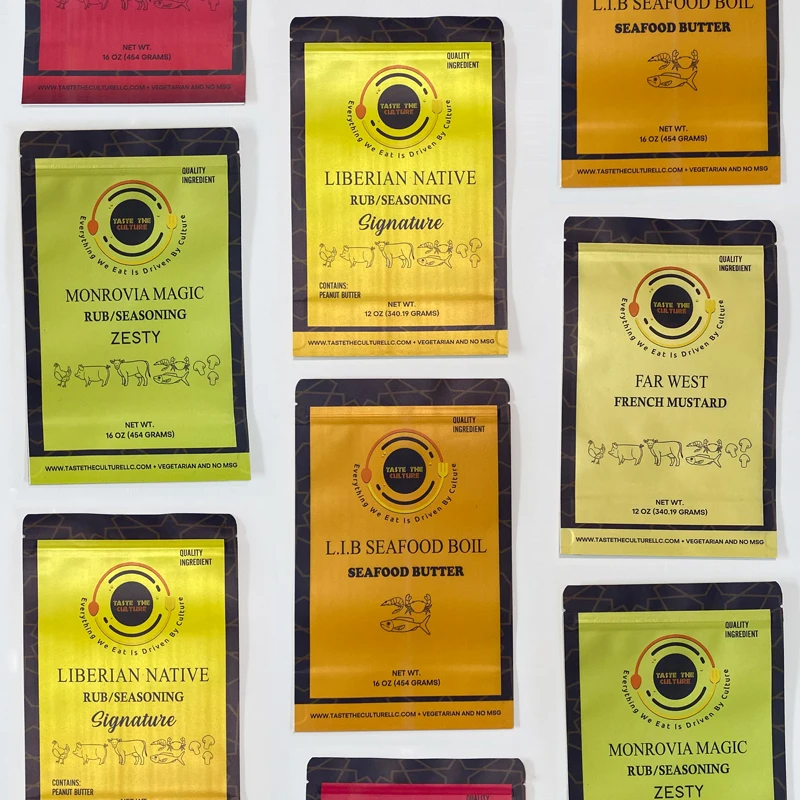 NET WT.
16 OZ (454 GRAMS)
WWW.TASTETHECULTURELLC.COM • VEGETARIAN AND NO MSG
QUALITY
INGREDIENT
TASTE THE
CULTURE
Everything We Eat Is Driven By Culture
MONROVIA MAGIC
RUB/SEASONING
ZESTY
NET WT.
16 OZ (454 GRAMS)
WWW.TASTETHECULTURELLC.COM • VEGETARIAN AND NO MSG
QUALITY
INGREDIENT
TASTE THE
CULTURE
Everything We Eat Is Driven By Culture
LIBERIAN NATIVE
RUB/SEASONING
Signature
CONTAINS:
PEANUT BUTTER
QUALITY
INGREDIENT
TASTE THE
CULTURE
Everything We Eat Is Driven By Culture
LIBERIAN NATIVE
RUB/SEASONING
Signature
CONTAINS:
PEANUT BUTTER
NET WT.
12 OZ (340.19 GRAMS)
WWW.TASTETHECULTURELLC.COM • VEGETARIAN AND NO MSG
QUALITY
INGREDIENT
TASTE THE
CULTURE
Everything We Eat Is Driven By Culture
L.I.B SEAFOOD BOIL
SEAFOOD BUTTER
NET WT.
16 OZ (454 GRAMS)
WWW.TASTETHECULTURELLC.COM • VEGETARIAN AND NO MSG
L.I.B SEAFOOD BOIL
SEAFOOD BUTTER
NET WT.
16 OZ (454 GRAMS)
WWW.TASTETHECULTURELLC.COM • VEGETARIAN AND NO MSG
QUALITY
INGREDIENT
TASTE THE
CULTURE
Everything We Eat Is Driven By Culture
FAR WEST
FRENCH MUSTARD
NET WT.
12 OZ (340.19 GRAMS)
WWW.TASTETHECULTURELLC.COM • VEGETARIAN AND NO MSG
QUALITY
INGREDIENT
TASTE THE
CULTURE
Everything We Eat Is Driven By Culture
MONROVIA MAGIC
RUB/SEASONING
ZESTY